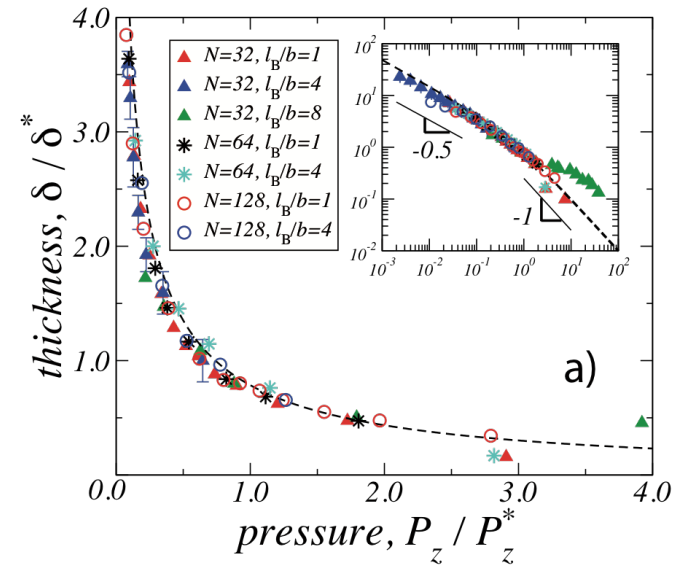 4.0
3.0
2.0
1.0
thickness, δ / δ*
N=32, l_B/b=1
N=32, l_B/b=4
N=32, l_B/b=8
N=64, l_B/b=1
N=64, l_B/b=4
N=128, l_B/b=1
N=128, l_B/b=4
10^2
10^1
10^0
10^-1
10^-2
-0.5
-1
10^-3 10^-2 10^-1 10^0 10^1 10^2
a)
0.0 1.0 2.0 3.0 4.0
pressure, P_z / P_z^*